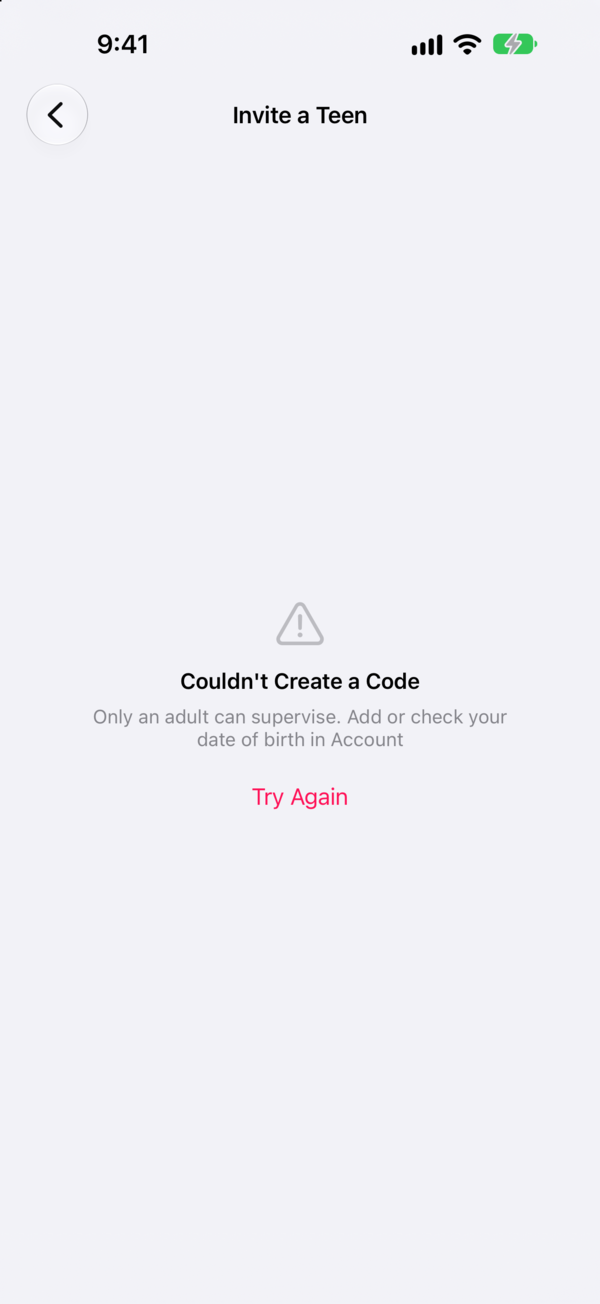 9:41
Invite a Teen
Couldn't Create a Code
Only an adult can supervise. Add or check your
date of birth in Account
Try Again